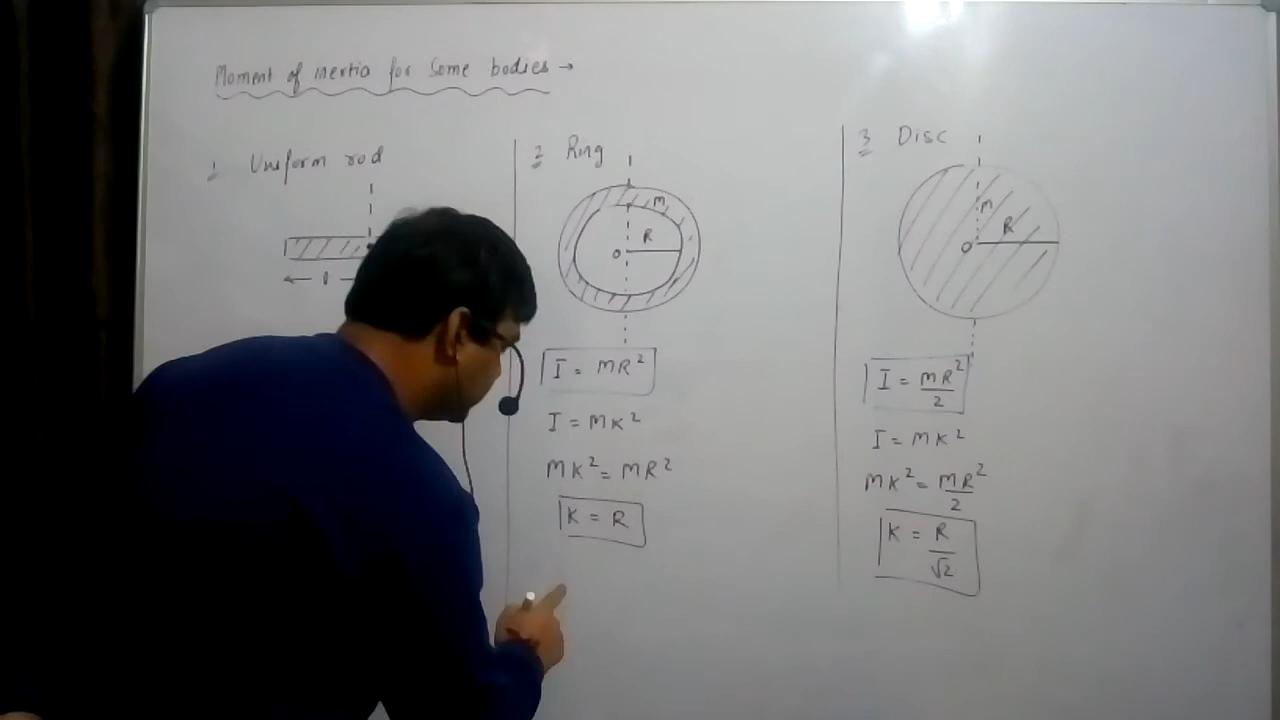 Moment of inertia for Some bodies →
1 Uniform rod
l
2 Ring
M
R
O
I = MR²
I = MK²
MK² = MR²
K = R
3 Disc
M
R
O
I = MR²/2
I = MK²
MK² = MR²/2
K = R/√2